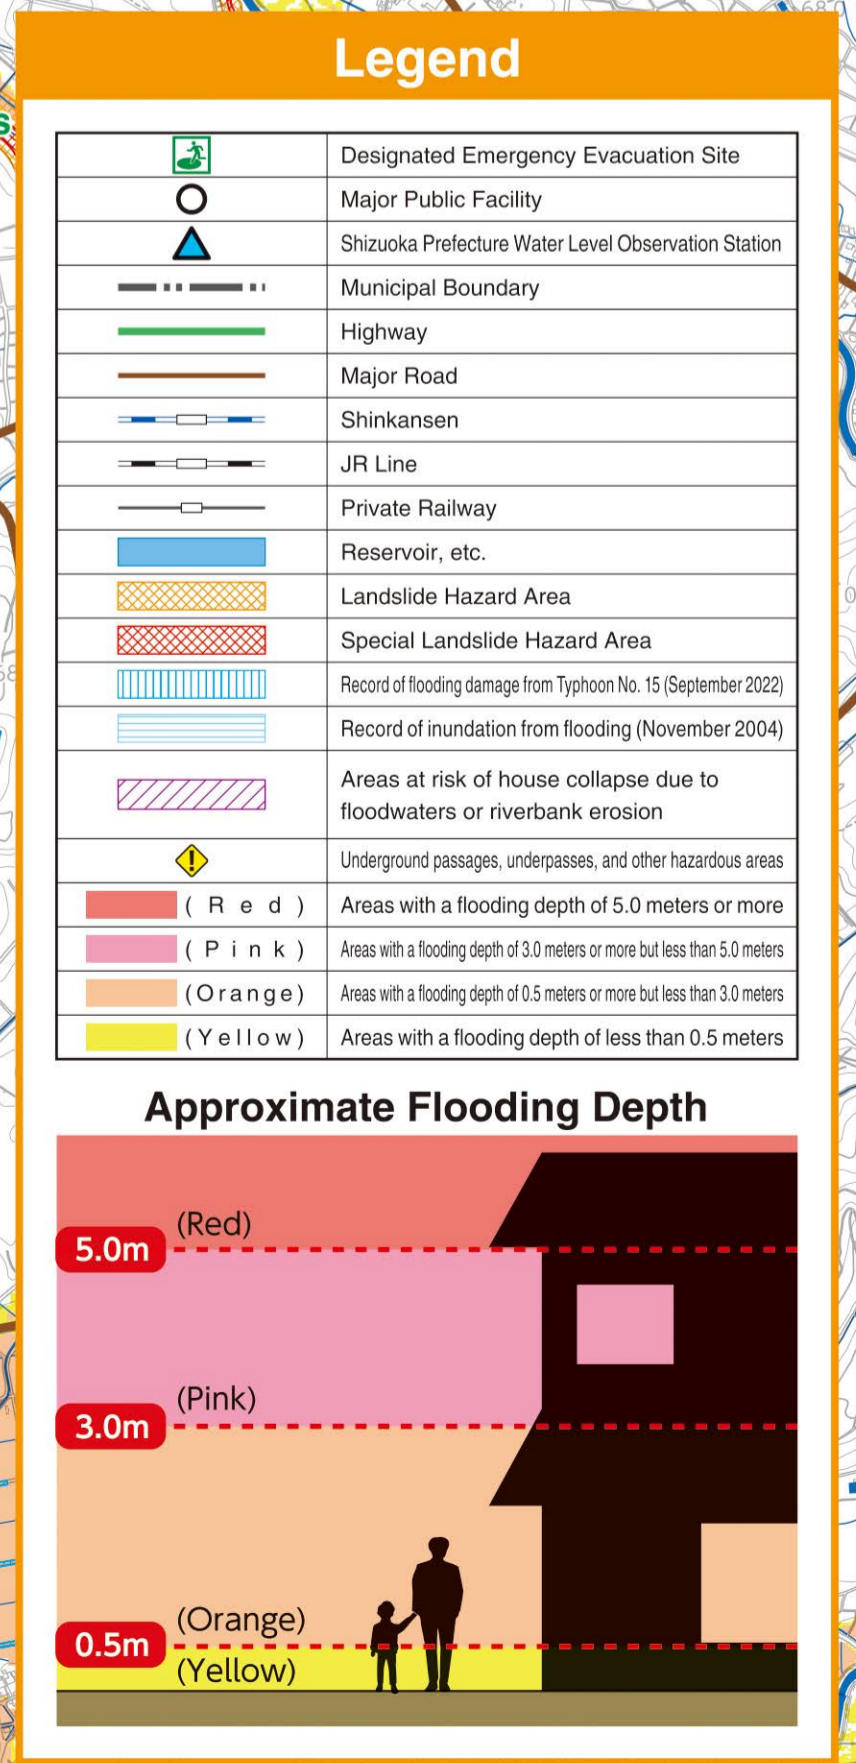 Legend
Designated Emergency Evacuation Site
Major Public Facility
Shizuoka Prefecture Water Level Observation Station
Municipal Boundary
Highway
Major Road
Shinkansen
JR Line
Private Railway
Reservoir, etc.
Landslide Hazard Area
Special Landslide Hazard Area
Record of flooding damage from Typhoon No. 15 (September 2022)
Record of inundation from flooding (November 2004)
Areas at risk of house collapse due to
floodwaters or riverbank erosion
!
Underground passages, underpasses, and other hazardous areas
(Red) Areas with a flooding depth of 5.0 meters or more
(Pink) Areas with a flooding depth of 3.0 meters or more but less than 5.0 meters
(Orange) Areas with a flooding depth of 0.5 meters or more but less than 3.0 meters
(Yellow) Areas with a flooding depth of less than 0.5 meters
Approximate Flooding Depth
(Red)
5.0m
(Pink)
3.0m
(Orange)
0.5m
(Yellow)